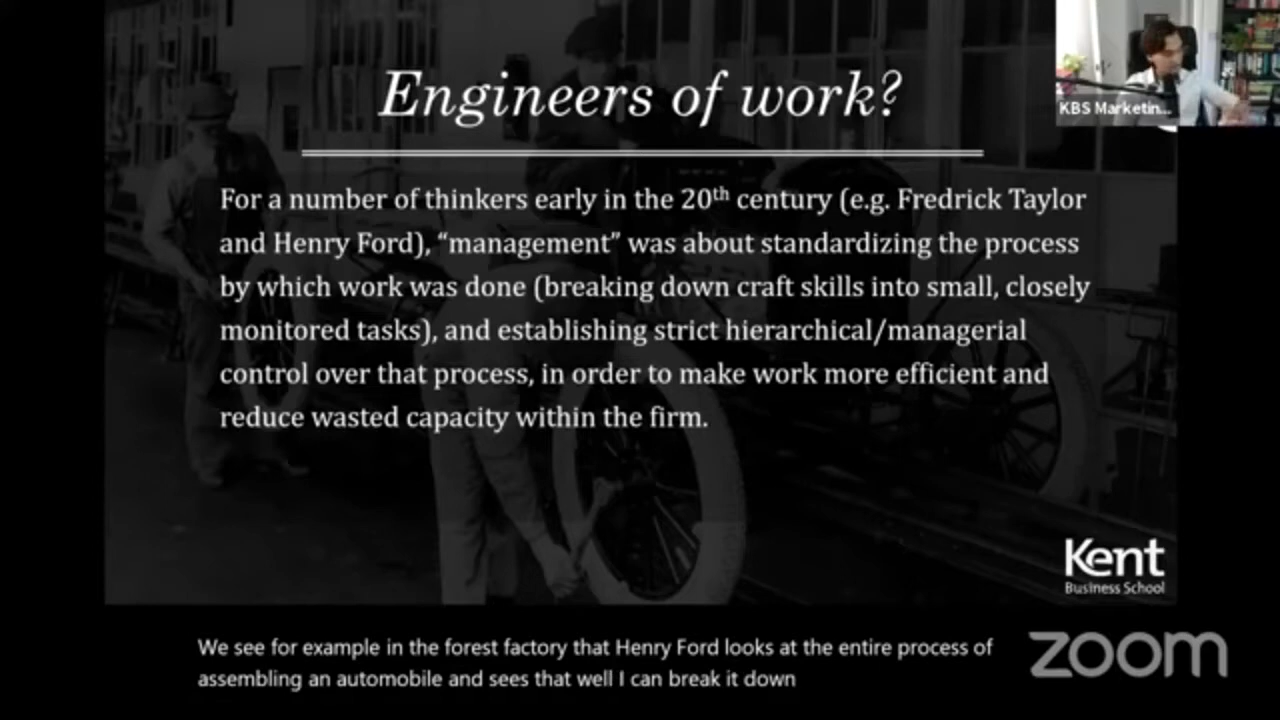 Engineers of work?
KBS Marketin...
For a number of thinkers early in the 20th century (e.g. Fredrick Taylor
and Henry Ford), “management” was about standardizing the process
by which work was done (breaking down craft skills into small, closely
monitored tasks), and establishing strict hierarchical/managerial
control over that process, in order to make work more efficient and
reduce wasted capacity within the firm.
Kent
Business School
We see for example in the forest factory that Henry Ford looks at the entire process of
assembling an automobile and sees that well I can break it down
zoom